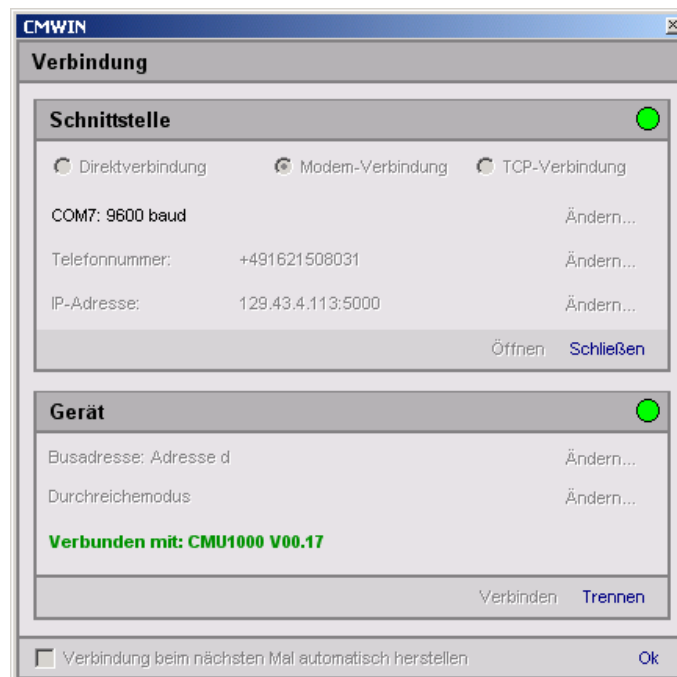 CMWIN
Verbindung
Schnittstelle
Direktverbindung Modem-Verbindung TCP-Verbindung
COM7: 9600 baud Ändern...
Telefonnummer: +491621508031 Ändern...
IP-Adresse: 129.43.4.113:5000 Ändern...
Öffnen Schließen
Gerät
Busadresse: Adresse d Ändern...
Durchreichemodus Ändern...
Verbunden mit: CMU1000 V00.17
Verbinden Trennen
Verbindung beim nächsten Mal automatisch herstellen Ok